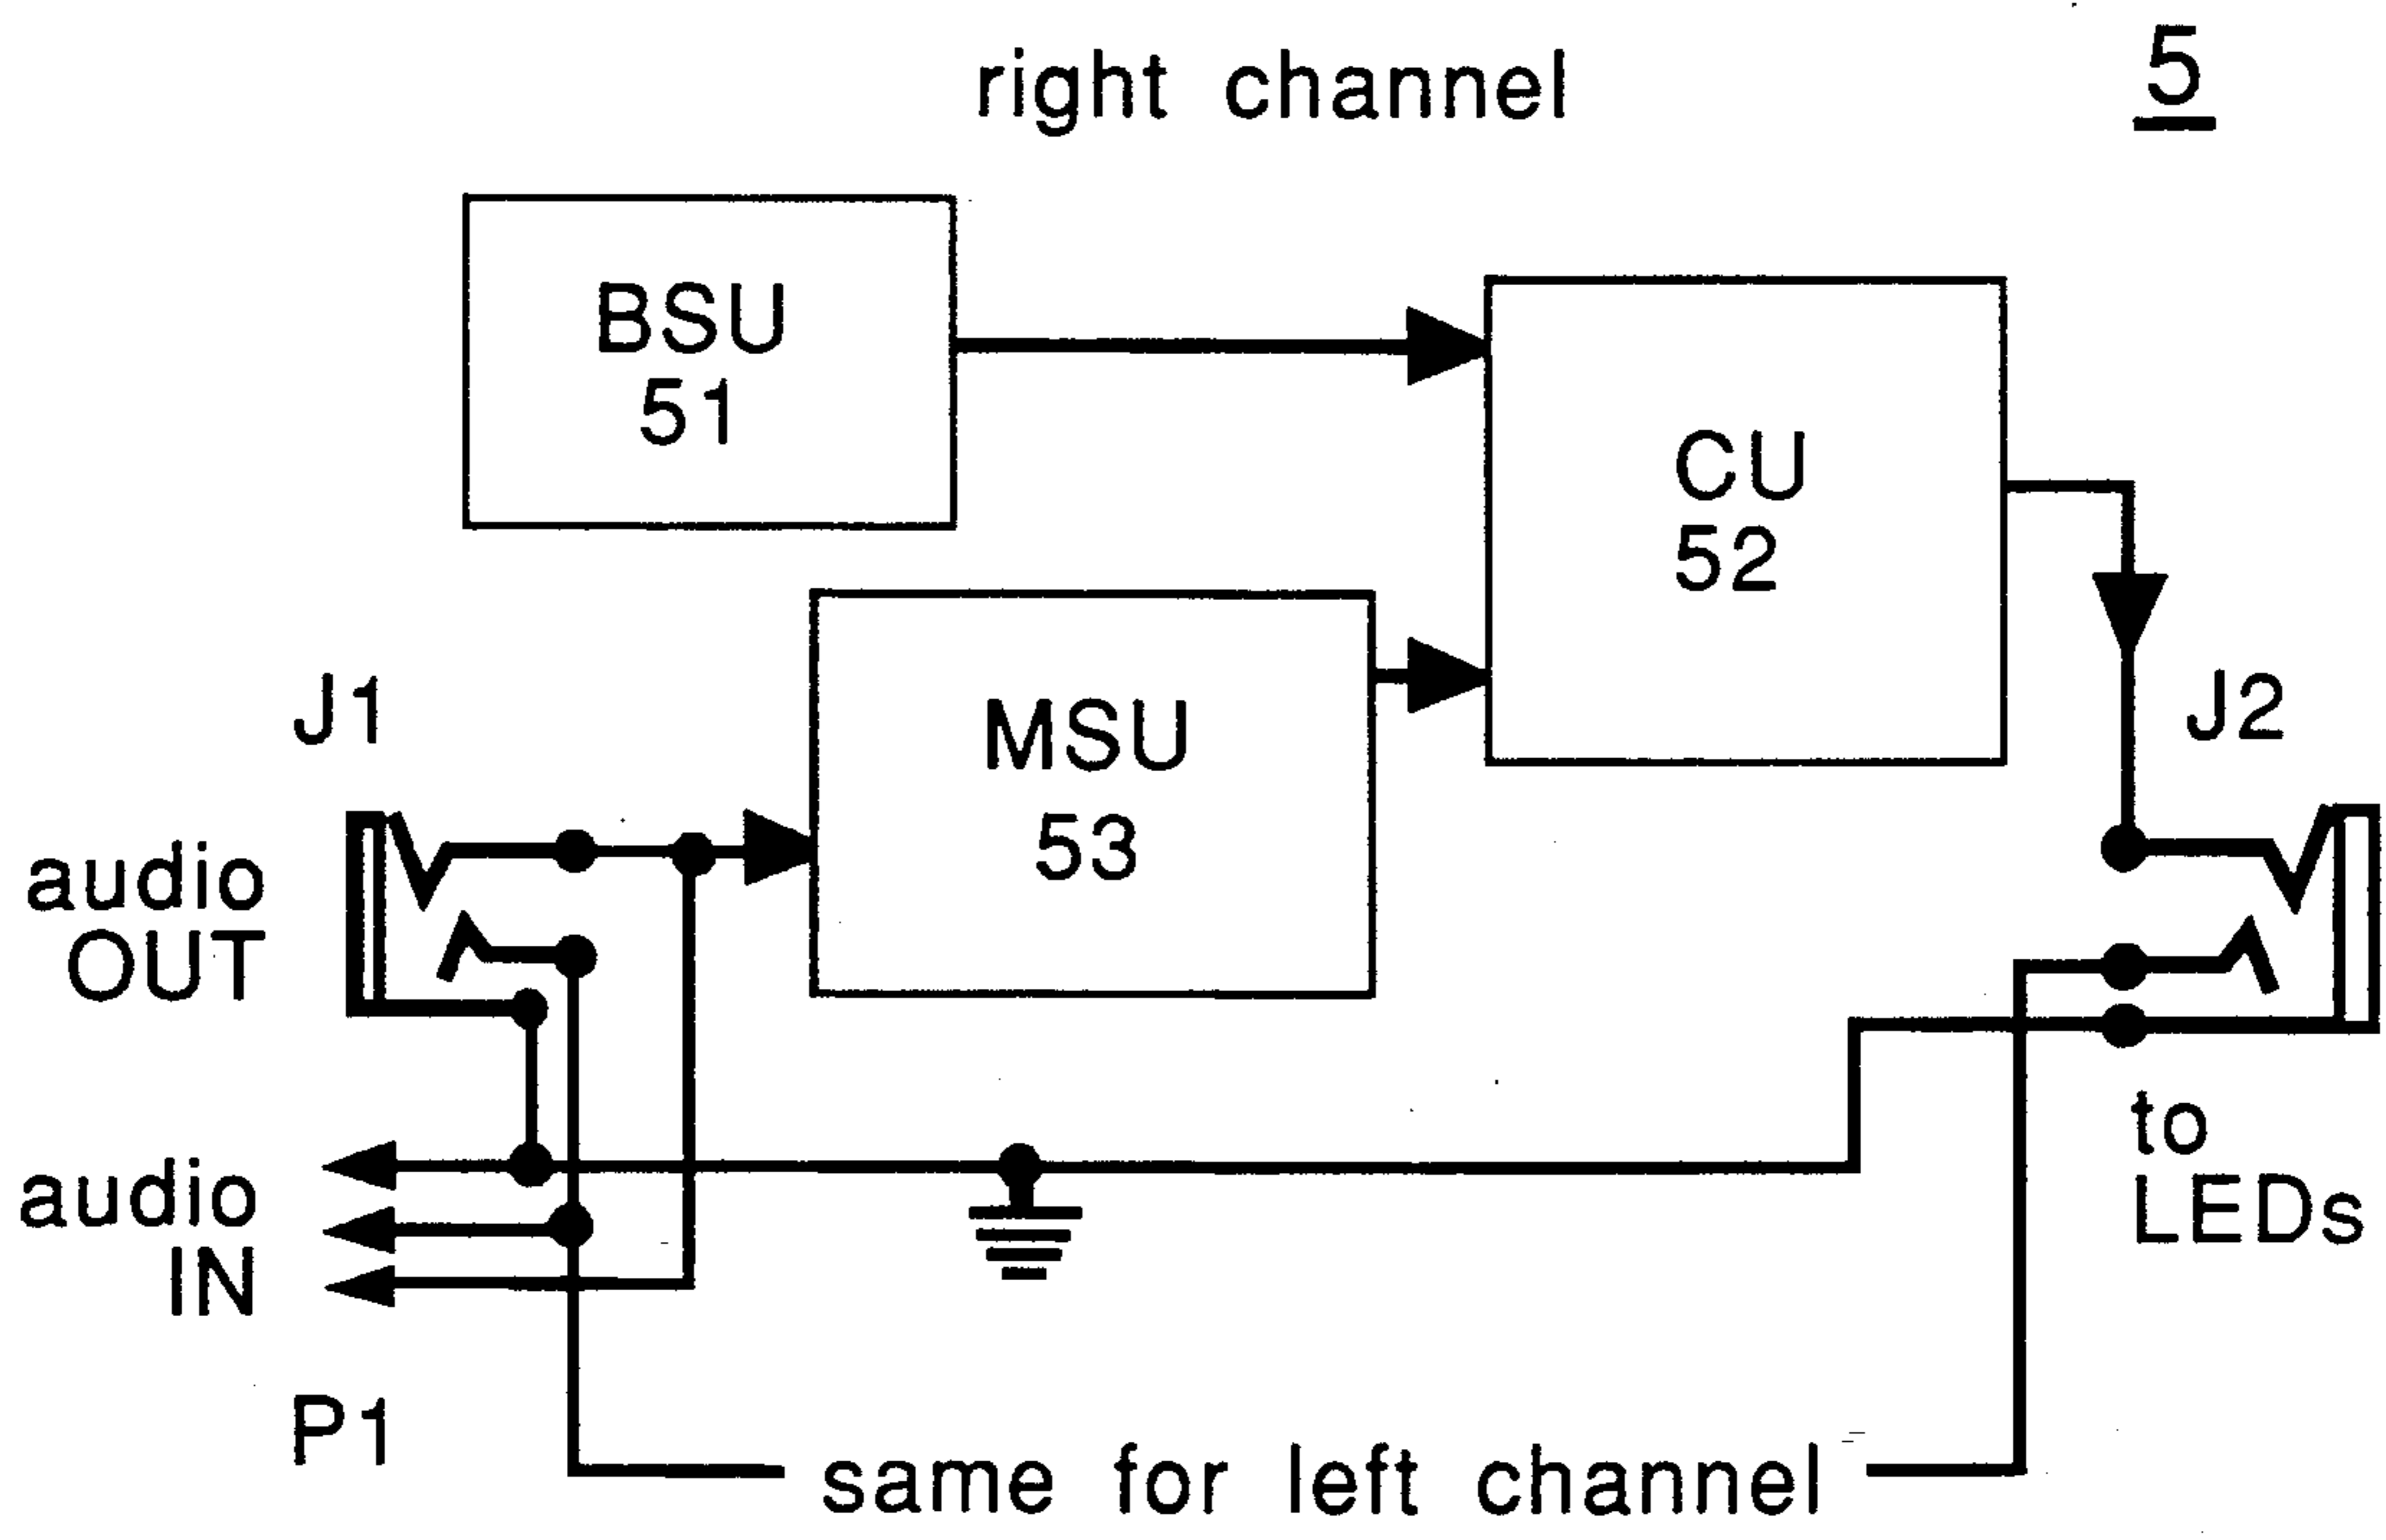 right channel
5
BSU
51
CU
52
MSU
53
J1
J2
audio
OUT
audio
IN
to
LEDs
P1
same for left channel